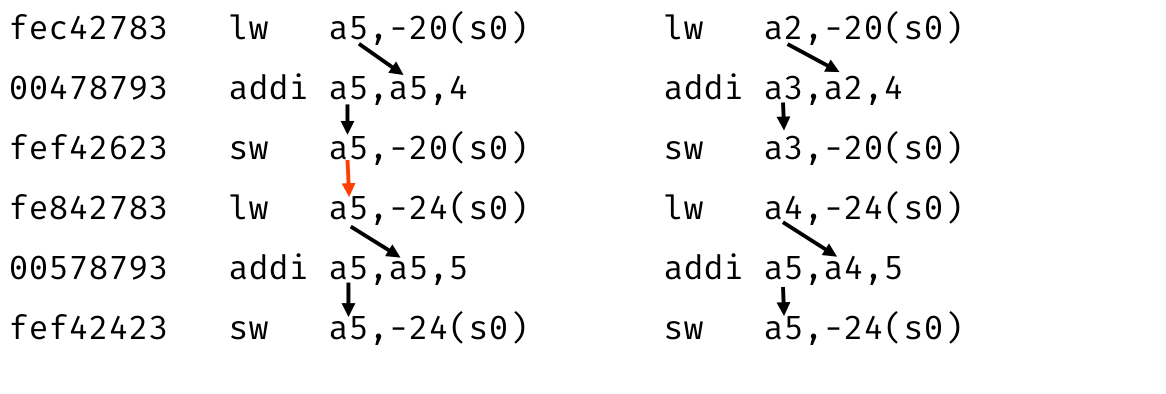 fec42783 lw a5,-20(s0) lw a2,-20(s0)
00478793 addi a5,a5,4 addi a3,a2,4
fef42623 sw a5,-20(s0) sw a3,-20(s0)
fe842783 lw a5,-24(s0) lw a4,-24(s0)
00578793 addi a5,a5,5 addi a5,a4,5
fef42423 sw a5,-24(s0) sw a5,-24(s0)